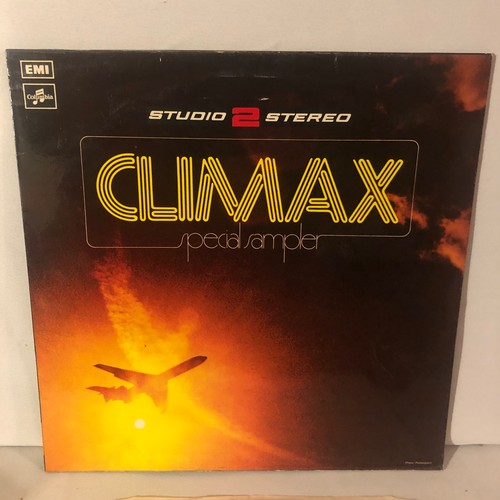 EMI
Columbia
STUDIO 2 STEREO
CLIMAX
special sampler